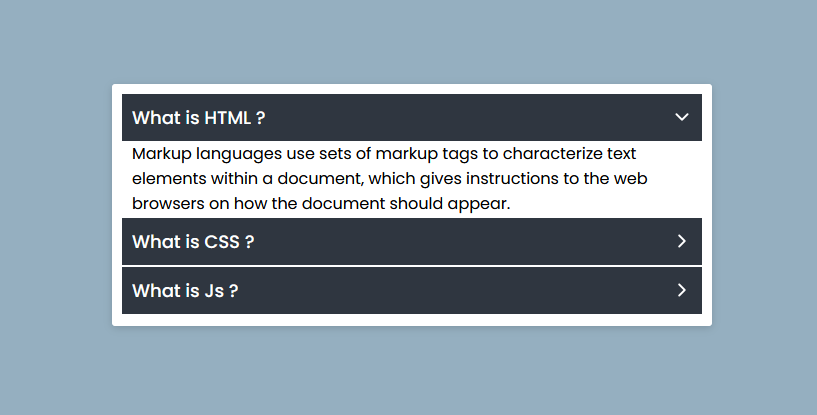 What is HTML ?
Markup languages use sets of markup tags to characterize text
elements within a document, which gives instructions to the web
browsers on how the document should appear.
What is CSS ?
What is Js ?